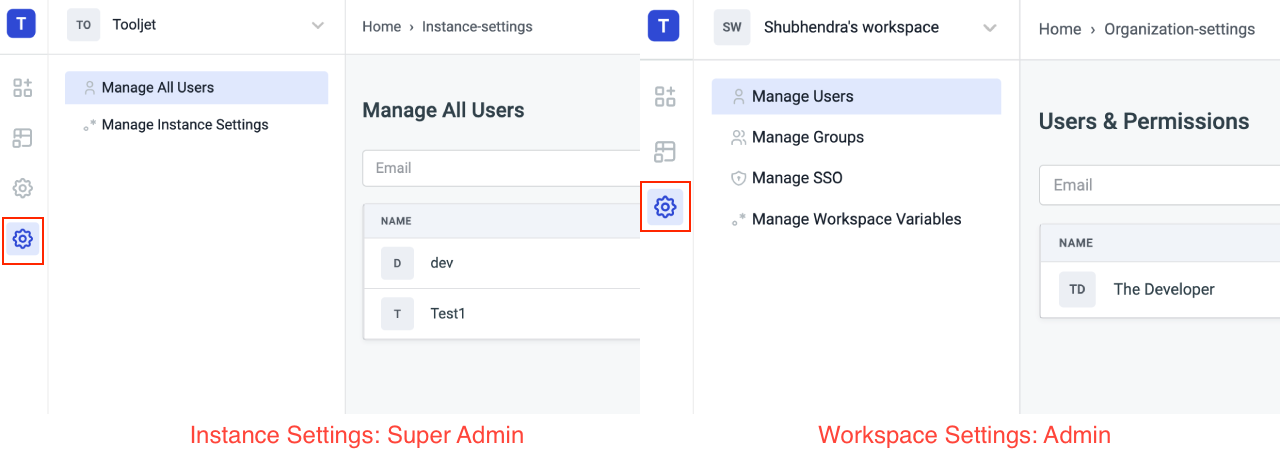 T
TO
Tooljet
Home › Instance-settings
Manage All Users
Manage Instance Settings
Manage All Users
Email
NAME
D
dev
T
Test1
Instance Settings: Super Admin
T
SW
Shubhendra's workspace
Home › Organization-settings
Manage Users
Manage Groups
Manage SSO
Manage Workspace Variables
Users & Permissions
Email
NAME
TD
The Developer
Workspace Settings: Admin